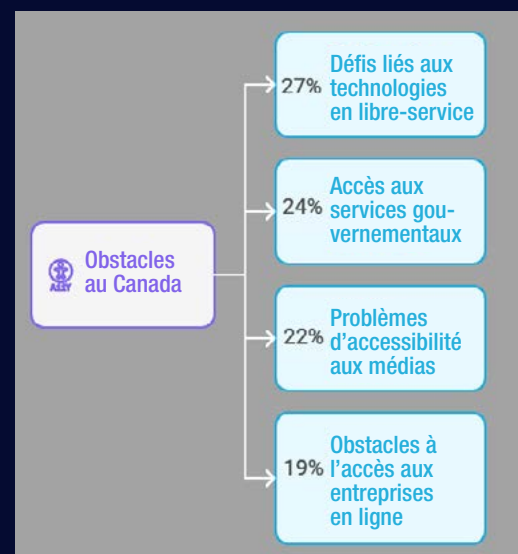 Obstacles
au Canada
27%
Défis liés aux
technologies
en libre-service
24%
Accès aux
services gou-
vernementaux
22%
Problèmes
d'accessibilité
aux médias
19%
Obstacles à
l'accès aux
entreprises
en ligne